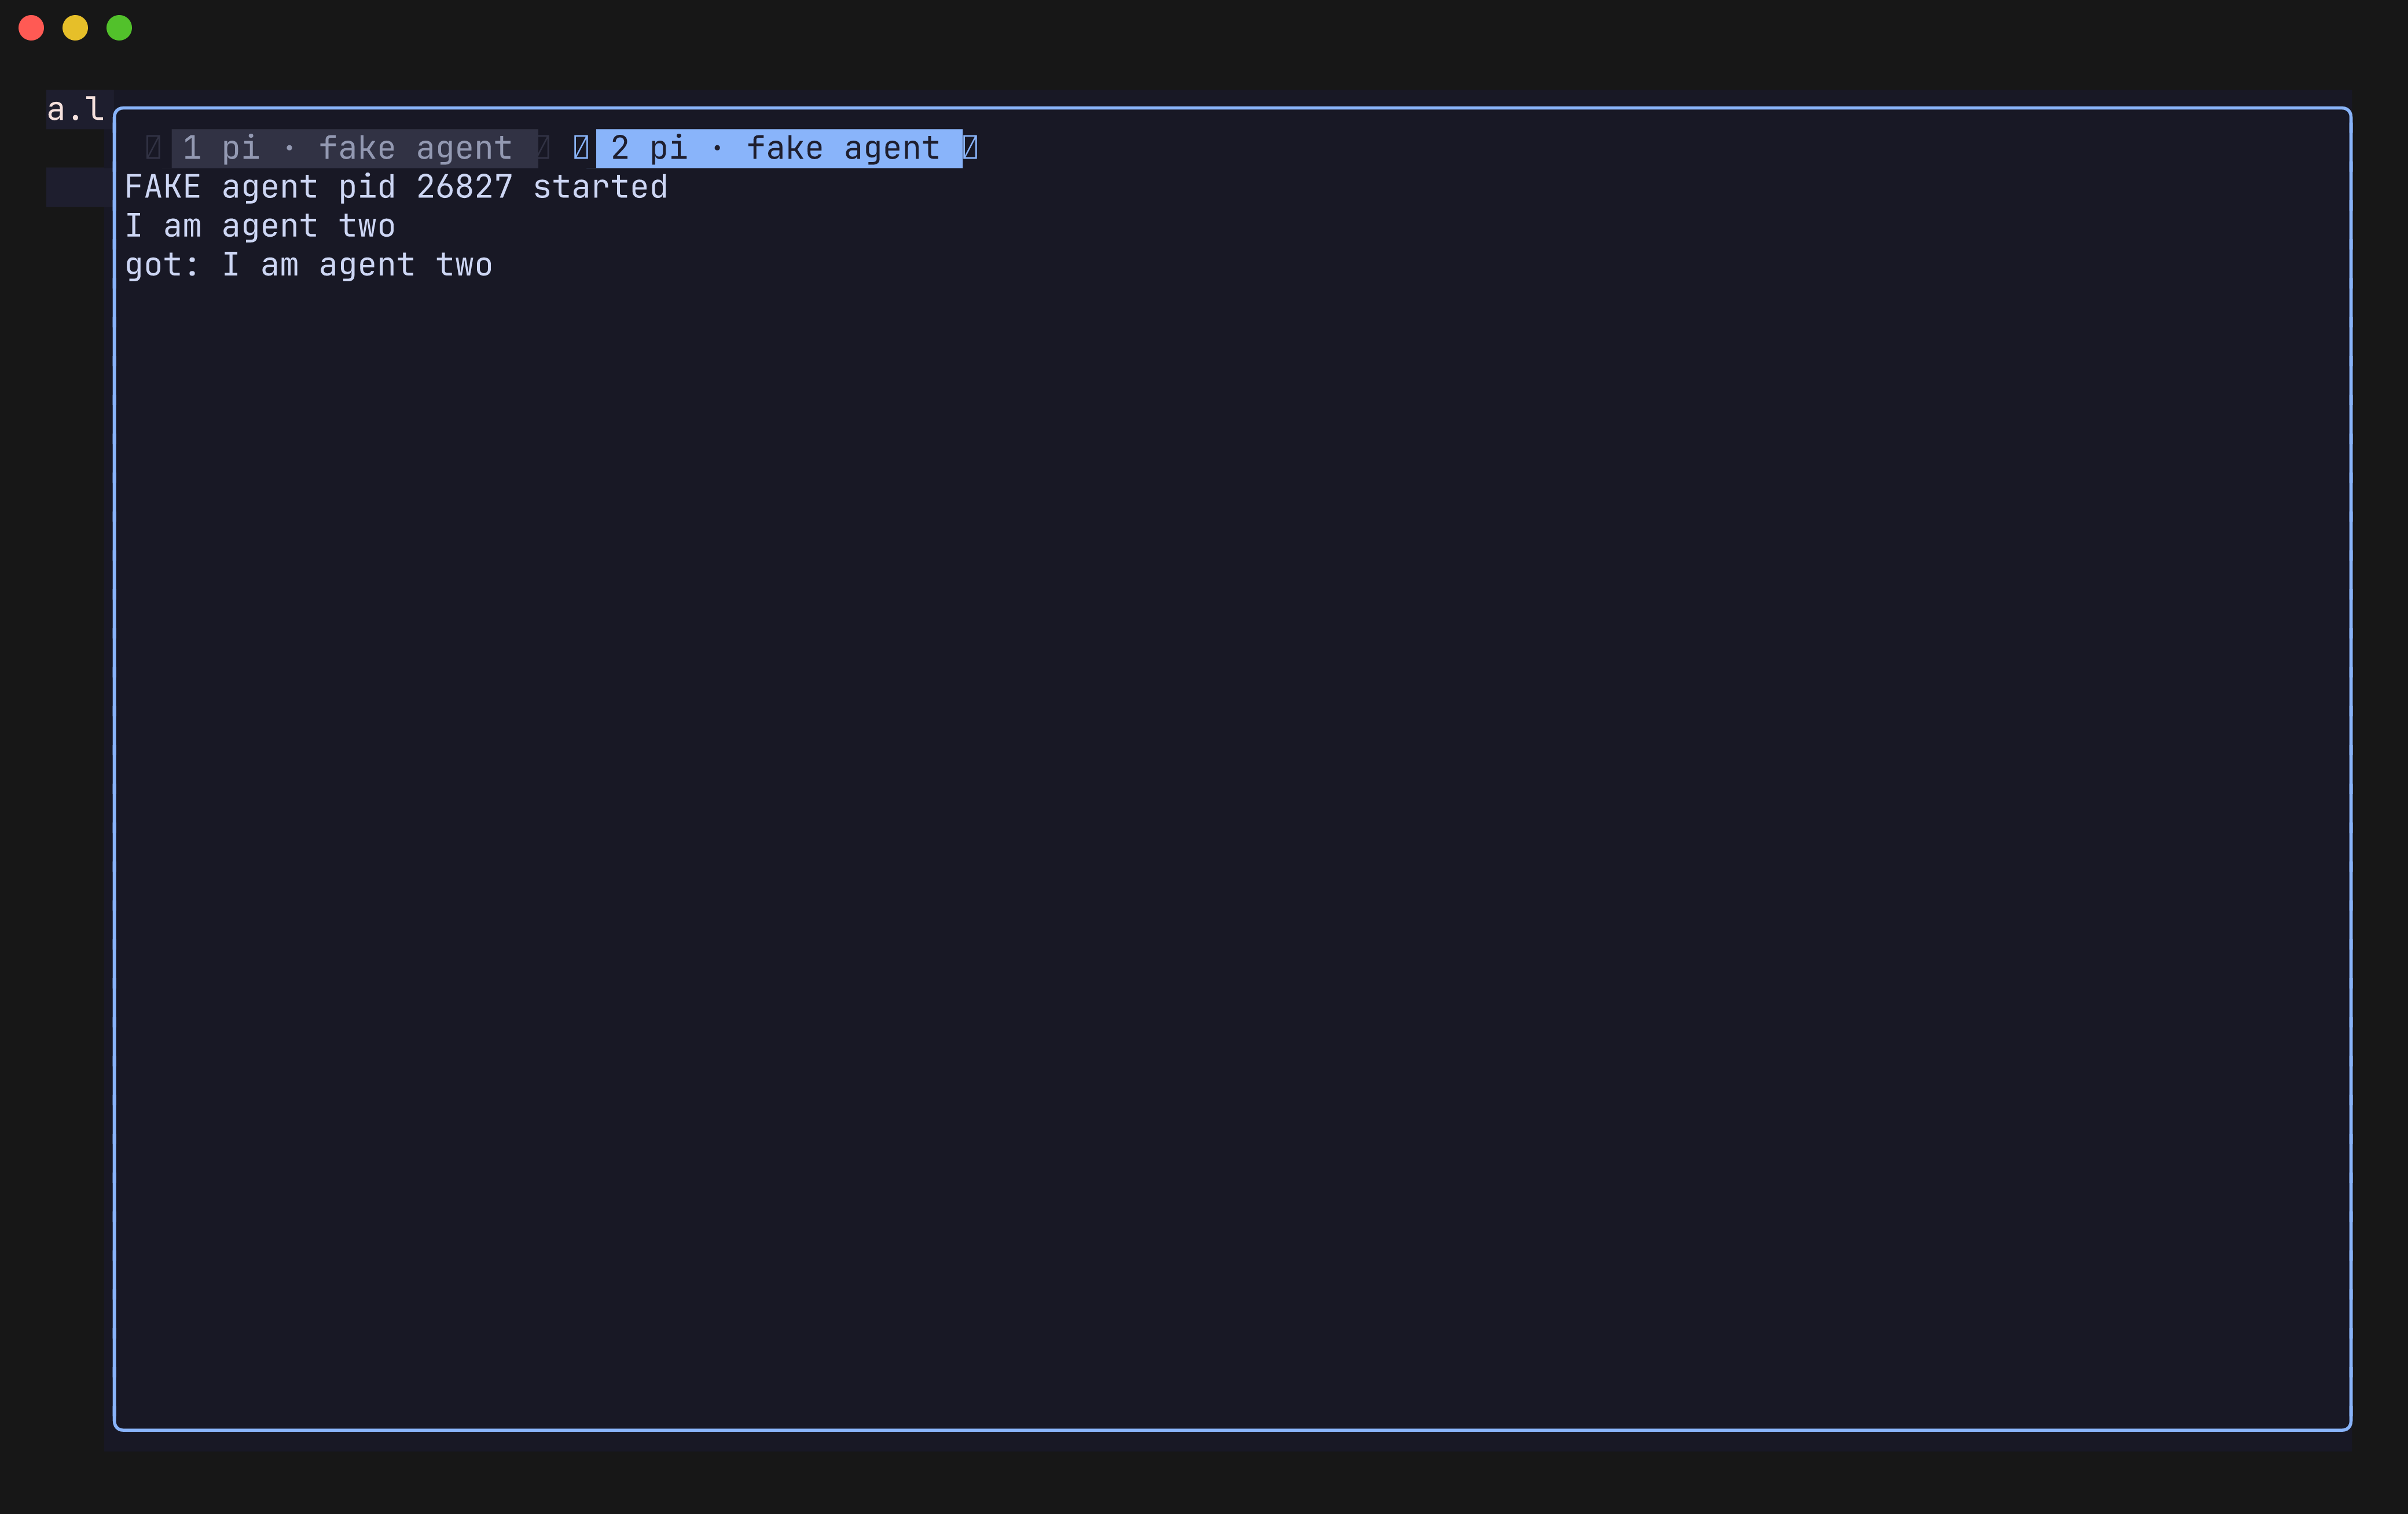 a.l
1 pi · fake agent 2 pi · fake agent
FAKE agent pid 26827 started
I am agent two
got: I am agent two